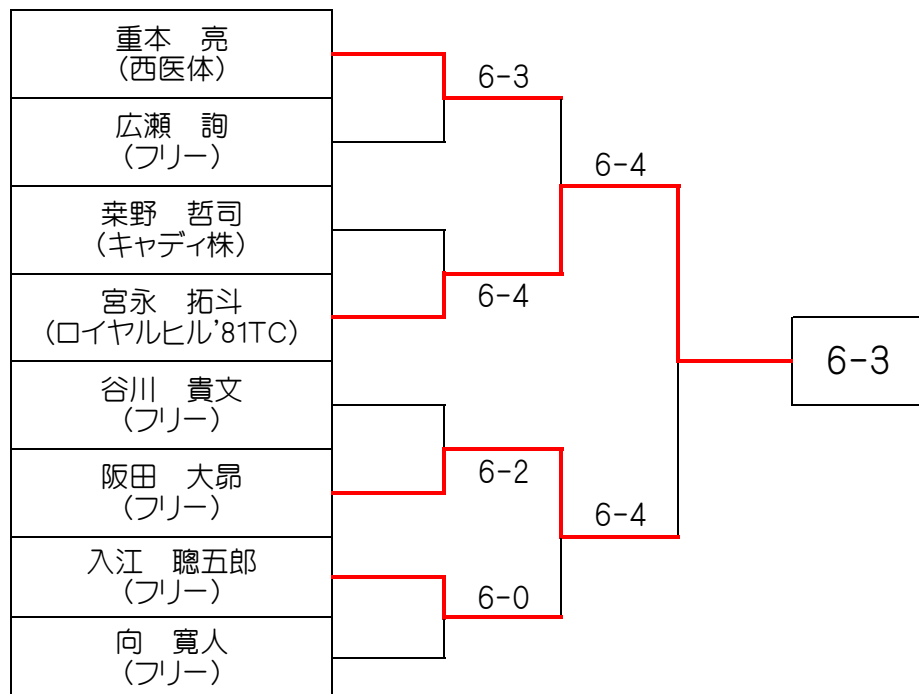 重本　亮
(西医体)
広瀬　詢
(フリー)
桒野　哲司
(キャディ株)
宮永　拓斗
(ロイヤルヒル'81TC)
谷川　貴文
(フリー)
阪田　大昴
(フリー)
入江　聰五郎
(フリー)
向　寛人
(フリー)
6-3
6-4
6-2
6-0
6-4
6-4
6-3